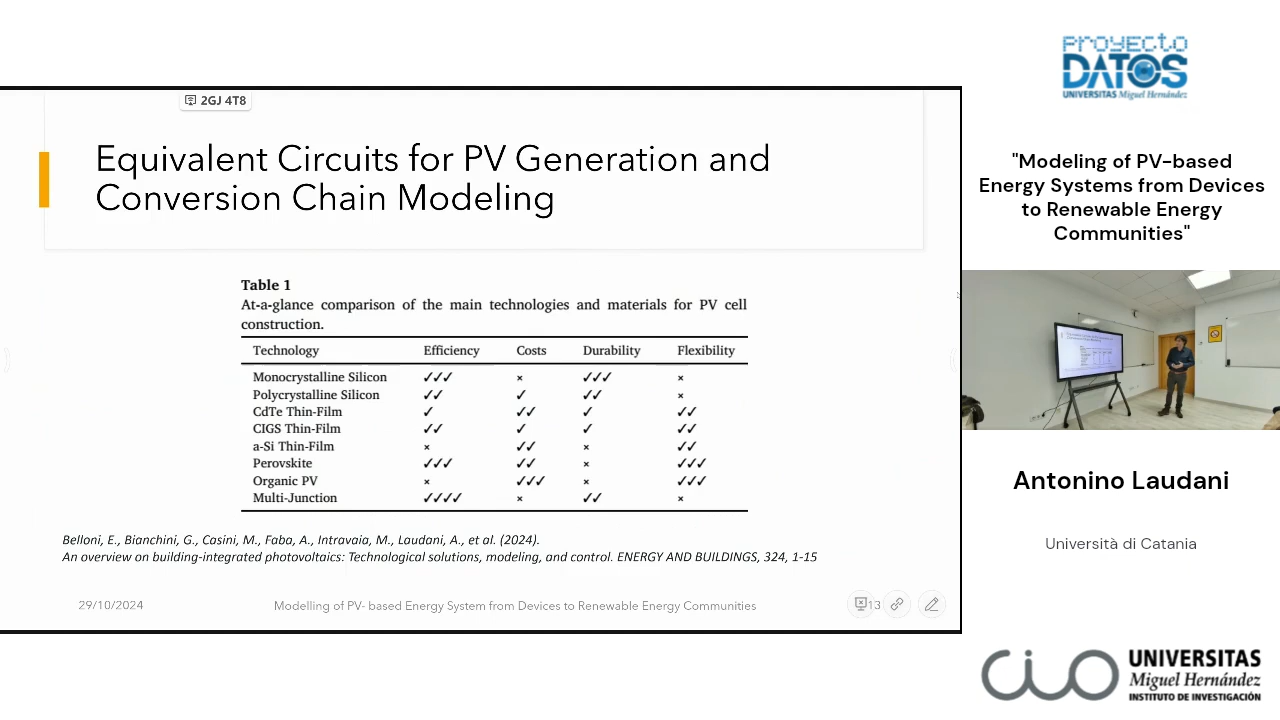 2GJ 4T8
Equivalent Circuits for PV Generation and
Conversion Chain Modeling
Table 1
At-a-glance comparison of the main technologies and materials for PV cell
construction.
Technology Efficiency Costs Durability Flexibility
Monocrystalline Silicon ✓✓✓ × ✓✓✓ ×
Polycrystalline Silicon ✓✓ ✓ ✓✓ ×
CdTe Thin-Film ✓ ✓✓ ✓ ✓✓
CIGS Thin-Film ✓✓ ✓ ✓ ✓✓
a-Si Thin-Film × ✓✓ × ✓✓
Perovskite ✓✓✓ ✓✓ × ✓✓✓
Organic PV × ✓✓✓ × ✓✓✓
Multi-Junction ✓✓✓✓ × ✓✓ ×
Belloni, E., Bianchini, G., Casini, M., Faba, A., Intravaia, M., Laudani, A., et al. (2024).
An overview on building-integrated photovoltaics: Technological solutions, modeling, and control. ENERGY AND BUILDINGS, 324, 1-15
29/10/2024 Modelling of PV- based Energy System from Devices to Renewable Energy Communities 13
PROYECTO
DATOS
UNIVERSITAS Miguel Hernández
"Modeling of PV-based
Energy Systems from Devices
to Renewable Energy
Communities"
Antonino Laudani
Università di Catania
CIO
UNIVERSITAS
Miguel Hernández
INSTITUTO DE INVESTIGACIÓN